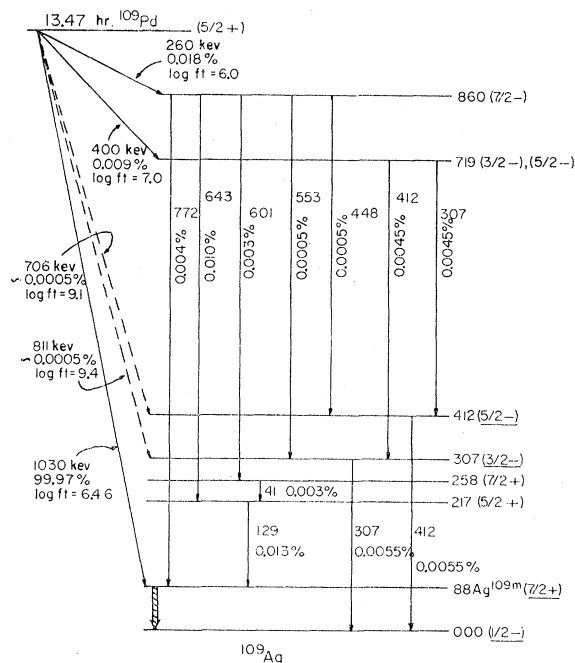 13.47 hr. 109Pd (5/2+)
260 kev
0.018 %
log ft = 6.0
860 (7/2-)
400 kev
0.009 %
log ft = 7.0
719 (3/2-),(5/2-)
772
0.004 %
643
0.010 %
601
0.003 %
553
0.0005 %
448
0.0005 %
412
0.0045 %
307
0.0045 %
706 kev
~ 0.0005%
log ft = 9.1
811 kev
~ 0.0005%
log ft = 9.4
412 (5/2-)
1030 kev
99.97 %
log ft = 6.46
307 (3/2-)
258 (7/2+)
41 0.003%
217 (5/2+)
129
0.013 %
307
0.0055%
412
0.0055%
88Ag109m (7/2+)
000 (1/2-)
109Ag